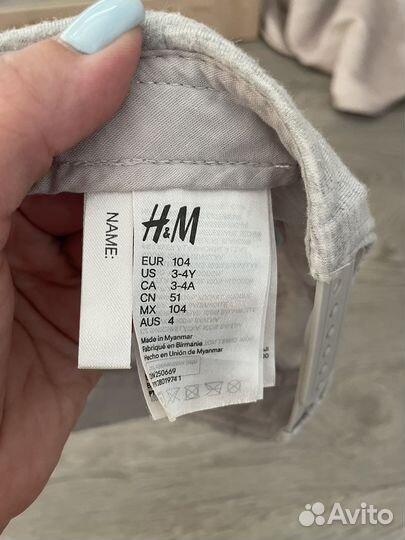 NAME:
H&M
EUR 104
US 3-4Y
CA 3-4A
CN 51
MX 104
AUS 4
Made in Myanmar
Fabriqué en Birmanie
Hecho en Unión de Myanmar
Avito